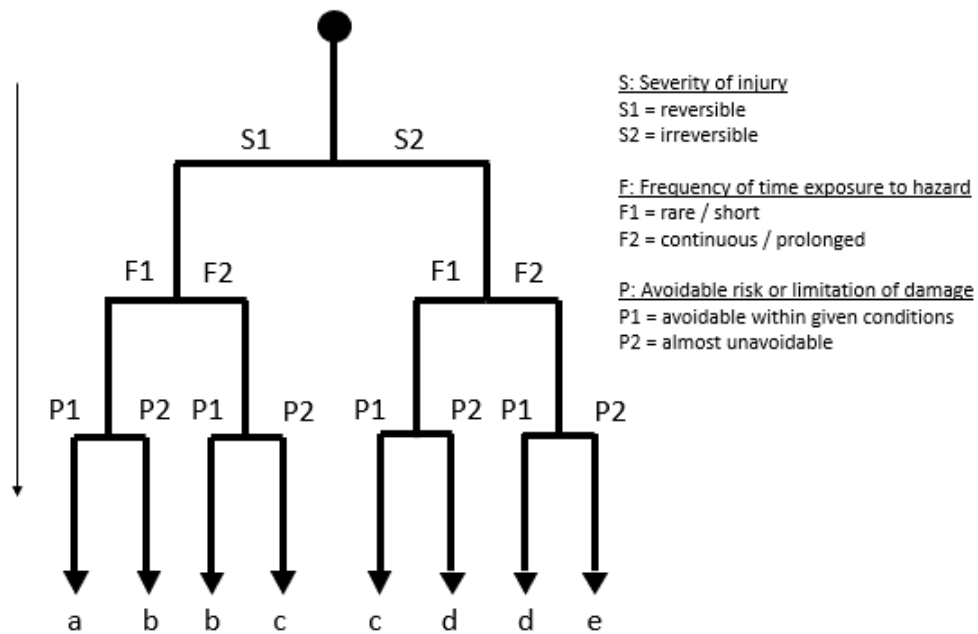 S: Severity of injury
S1 = reversible
S2 = irreversible
S1 S2
F: Frequency of time exposure to hazard
F1 = rare / short
F2 = continuous / prolonged
F1 F2 F1 F2
P: Avoidable risk or limitation of damage
P1 = avoidable within given conditions
P2 = almost unavoidable
P1 P2 P1 P2 P1 P2 P1 P2
a b b c c d d e